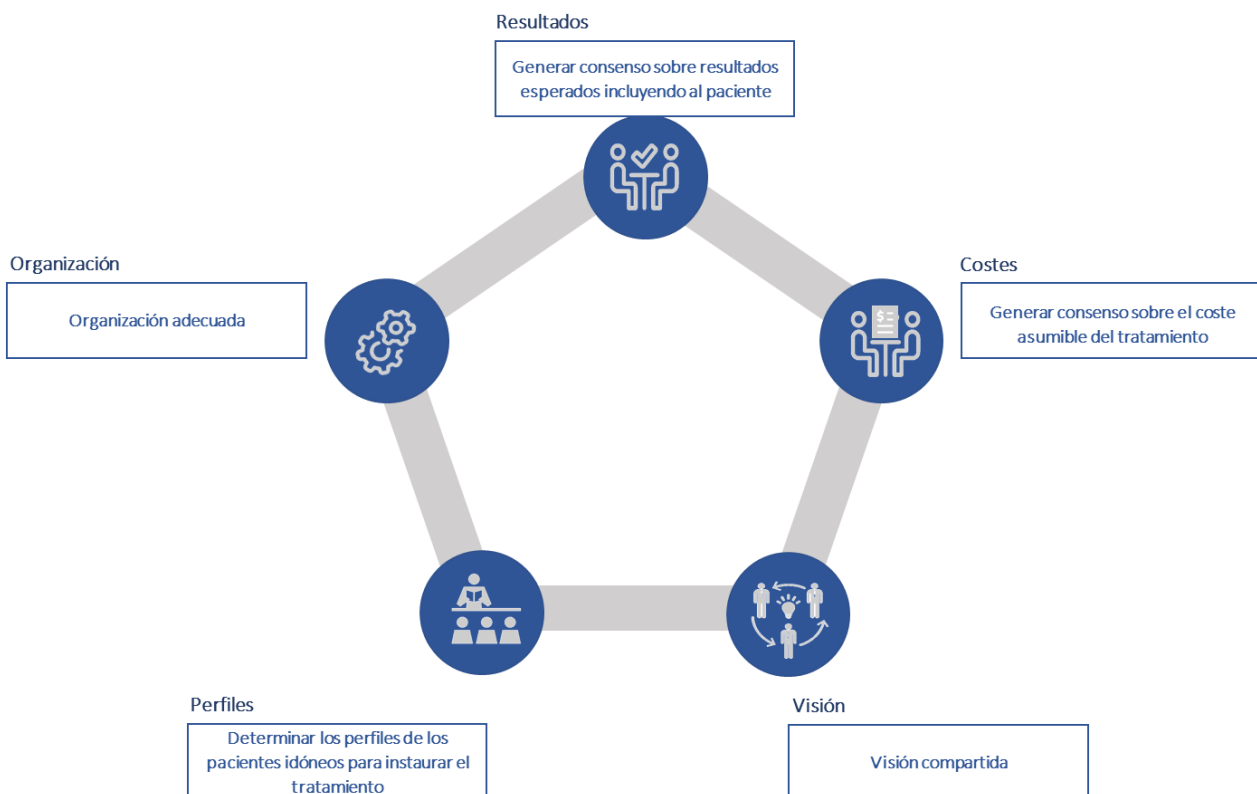 Resultados
Generar consenso sobre resultados
esperados incluyendo al paciente
Organización
Organización adecuada
Costes
Generar consenso sobre el coste
asumible del tratamiento
$
Perfiles
Determinar los perfiles de los
pacientes idóneos para instaurar el
tratamiento
Visión
Visión compartida